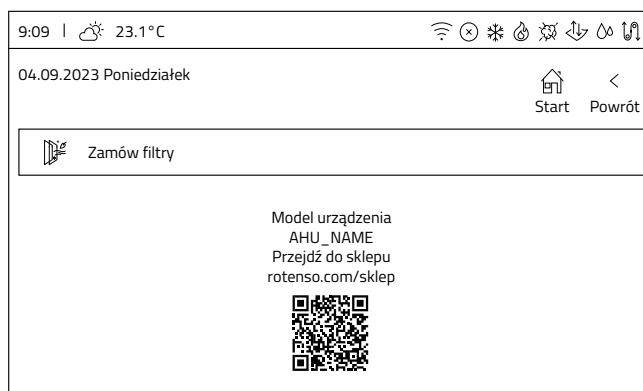 9:09 | 23.1°C
04.09.2023 Poniedziałek
Start Powrót
Zamów filtry
Model urządzenia
AHU_NAME
Przejdź do sklepu
rotenso.com/sklep